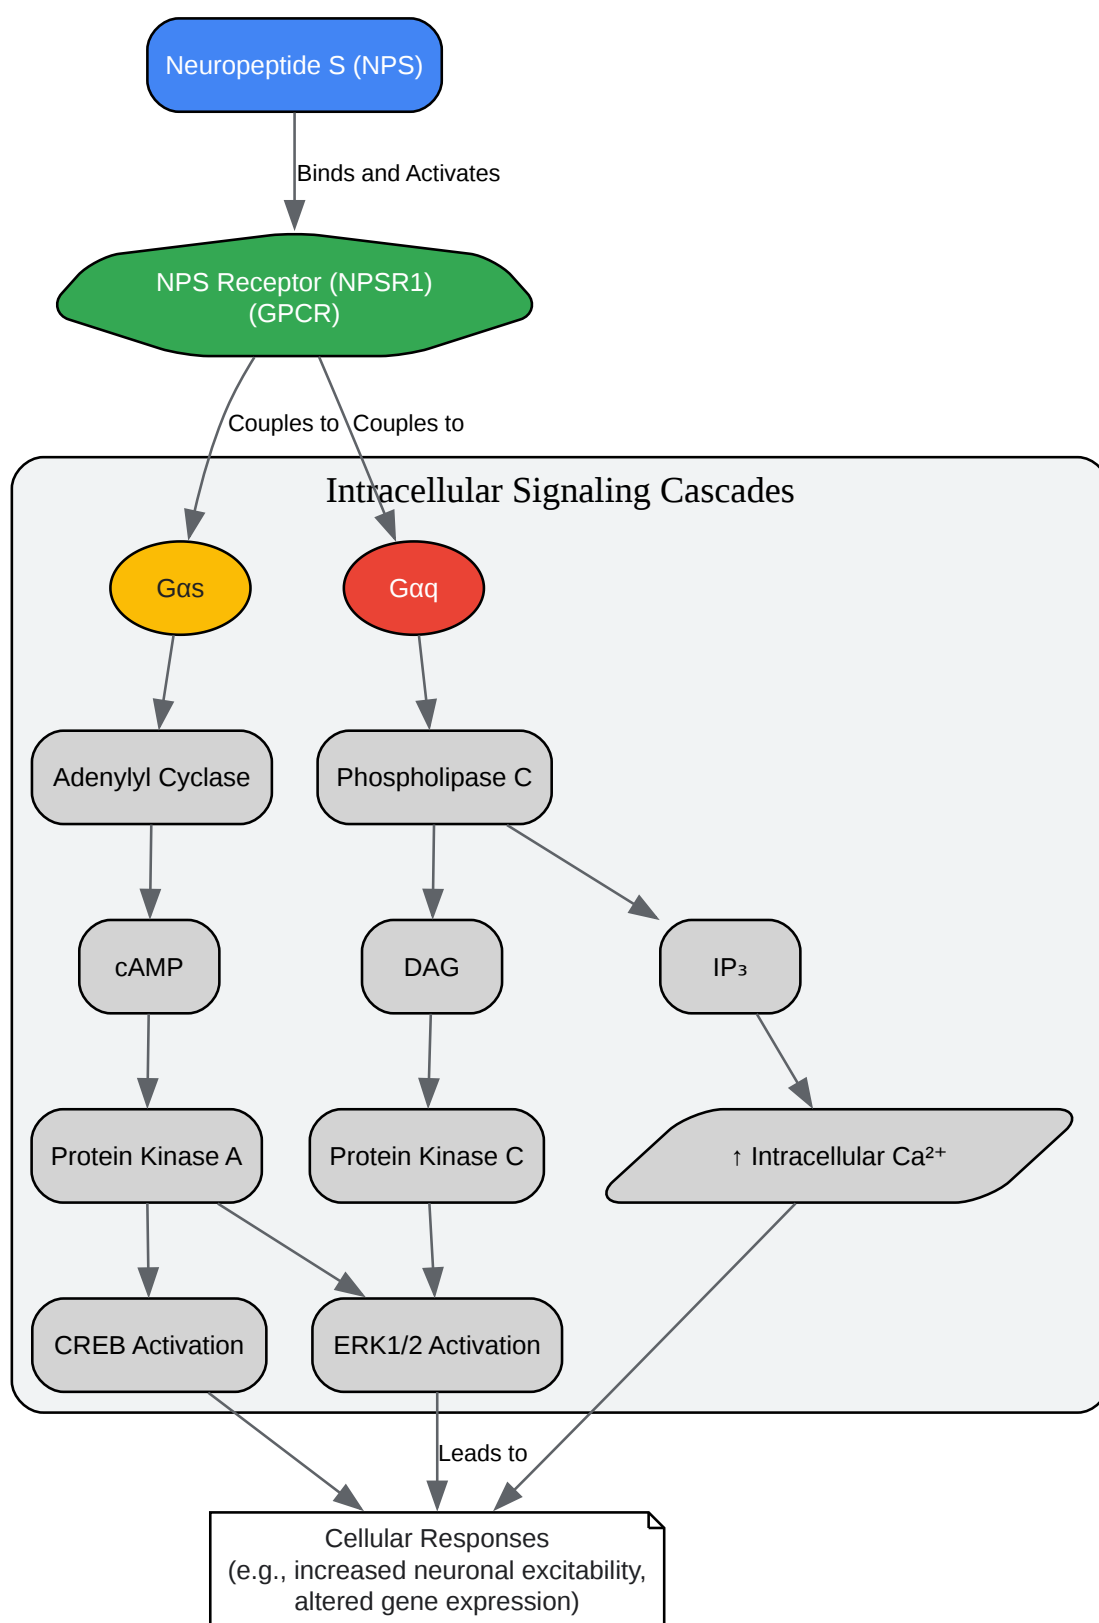 Neuropeptide S (NPS)
Binds and Activates
NPS Receptor (NPSR1)
(GPCR)
Couples to
Couples to
Intracellular Signaling Cascades
Gαs
Gαq
Adenylyl Cyclase
Phospholipase C
cAMP
DAG
IP₃
Protein Kinase A
Protein Kinase C
↑ Intracellular Ca²⁺
CREB Activation
ERK1/2 Activation
Leads to
Cellular Responses
(e.g., increased neuronal excitability,
altered gene expression)